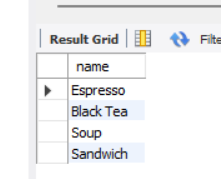 Result Grid Filte
name
Espresso
Black Tea
Soup
Sandwich